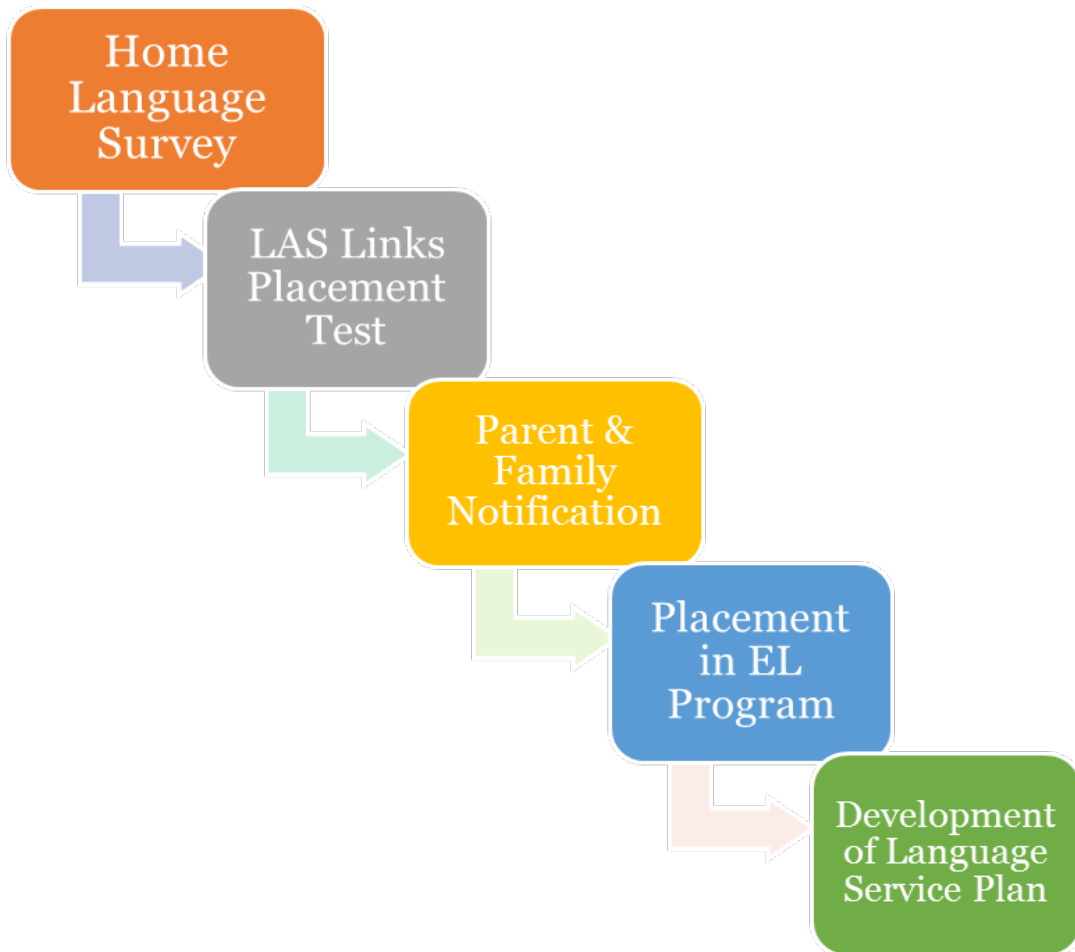 Home
Language
Survey
LAS Links
Placement
Test
Parent &
Family
Notification
Placement
in EL
Program
Development
of Language
Service Plan